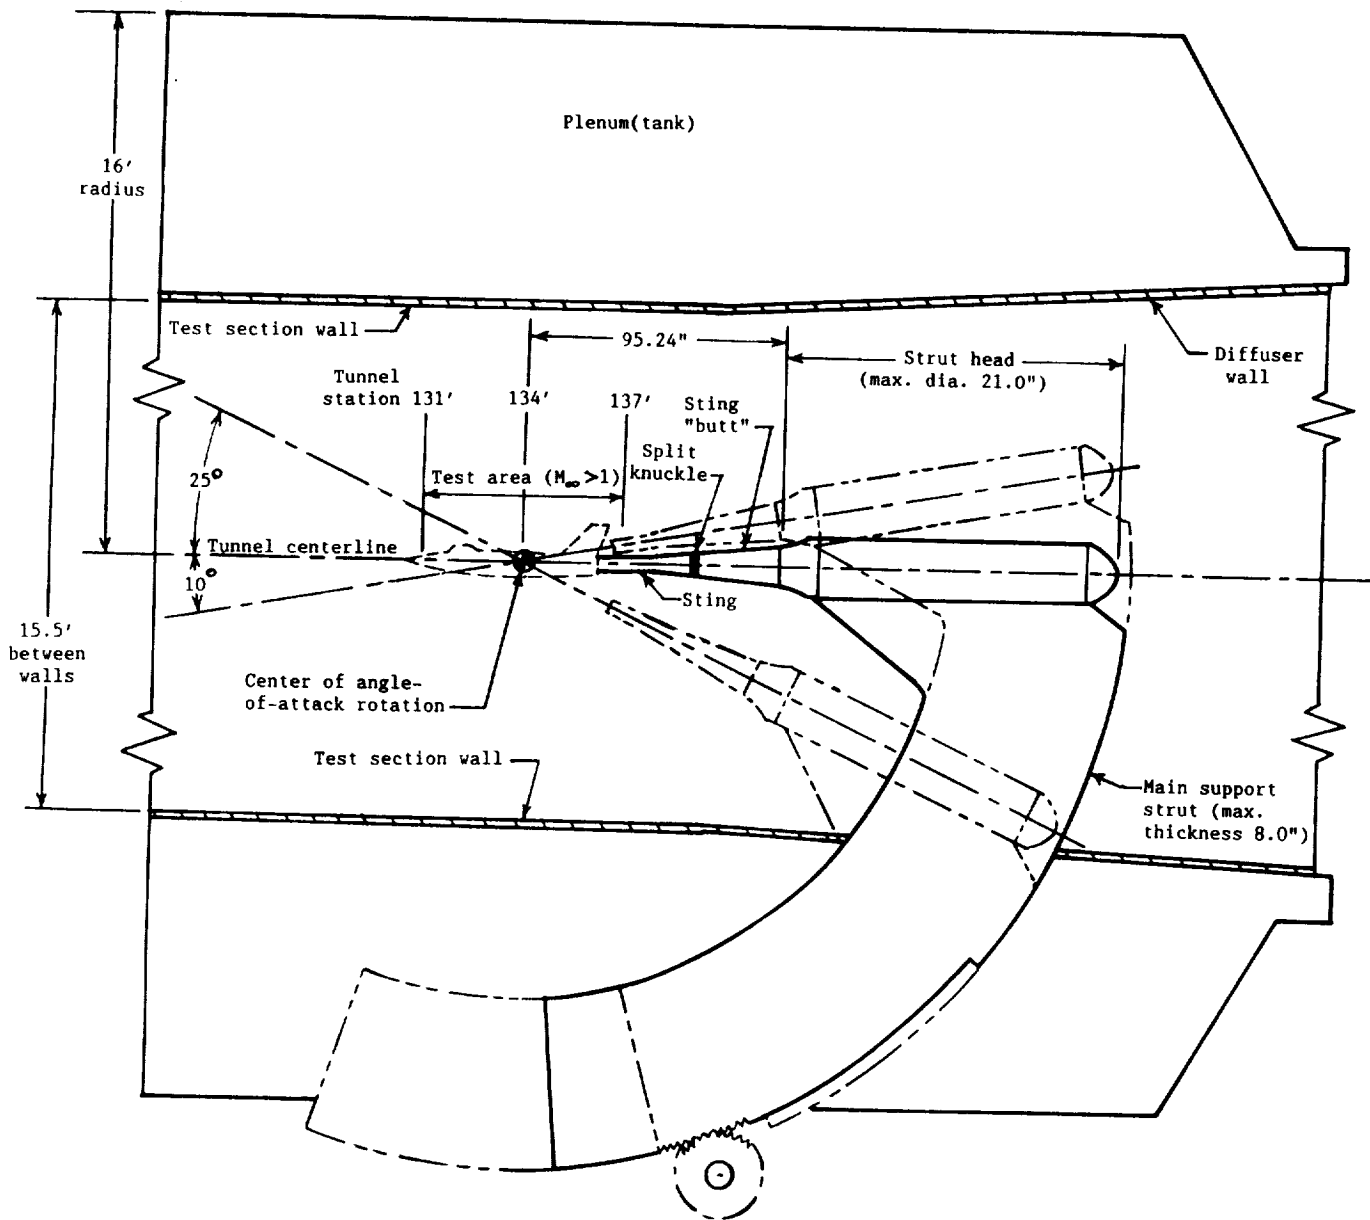 Plenum(tank)
16'
radius
Test section wall
95.24"
Strut head
(max. dia. 21.0")
Diffuser
wall
Tunnel
station 131'
134'
137'
Sting
"butt"
Split
knuckle
25°
Test area (M∞>1)
Tunnel centerline
10°
Sting
15.5'
between
walls
Center of angle-
of-attack rotation
Test section wall
Main support
strut (max.
thickness 8.0")